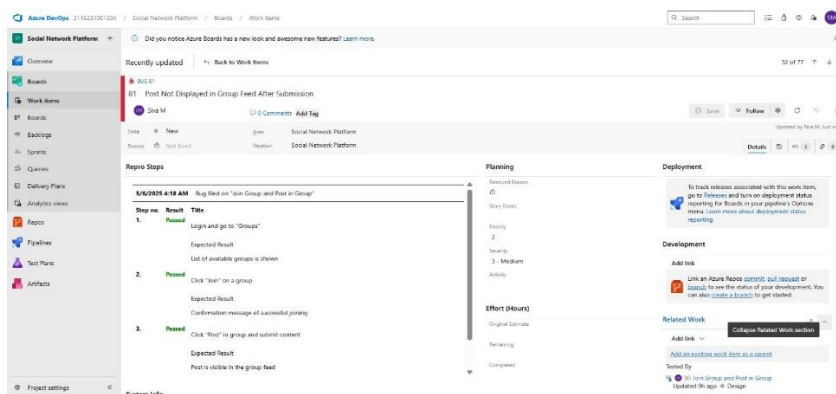 Azure DevOps 2116231001204 / Social Network Platform / Boards / Work items
Search
Social Network Platform +
Did you notice Azure Boards has a new look and awesome new features? Learn more.
Overview
Boards
Work items
Boards
Backlogs
Sprints
Queries
Delivery Plans
Analytics views
Repos
Pipelines
Test Plans
Artifacts
Project settings
Recently updated
Back to Work Items
32 of 77
BUG 81
81 Post Not Displayed in Group Feed After Submission
Siva M
0 Comments
Add Tag
Save
Follow
State
New
Area
Social Network Platform
Reason
Not fixed
Iteration
Social Network Platform
Updated by Siva M: Just
Details
Repro Steps
5/6/2025 4:18 AM Bug filed on "Join Group and Post in Group"
Step no. Result Title
1. Passed
Login and go to "Groups"
Expected Result
List of available groups is shown
2. Passed
Click "Join" on a group
Expected Result
Confirmation message of successful joining
3. Passed
Click "Post" in group and submit content
Expected Result
Post is visible in the group feed
System Info
Planning
Resolved Reason
Story Points
Priority
2
Severity
3 - Medium
Activity
Effort (Hours)
Original Estimate
Remaining
Completed
Deployment
To track releases associated with this work item,
go to Releases and turn on deployment status
reporting for Boards in your pipeline's Options
menu. Learn more about deployment status
reporting
Development
Add link
Link an Azure Repos commit, pull request or
branch to see the status of your development. You
can also create a branch to get started.
Related Work
Collapse Related Work section
Add link
Add an existing work item as a parent
Tested By
80 Join Group and Post in Group
Updated 9h ago Design